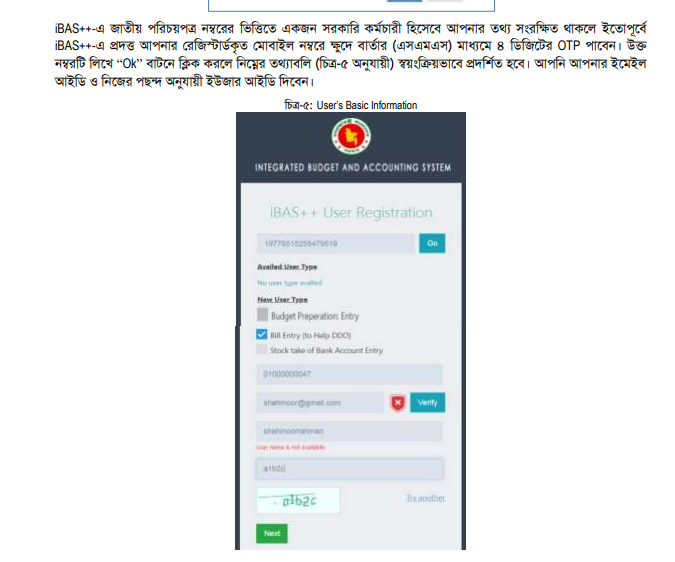 iBAS++-এ জাতীয় পরিচয়পত্র নম্বরের ভিত্তিতে একজন সরকারি কর্মচারী হিসেবে আপনার তথ্য সংরক্ষিত থাকলে ইতোপূর্বে
iBAS++-এ প্রদত্ত আপনার রেজিস্টার্ডকৃত মোবাইল নম্বরে ক্ষুদে বার্তার (এসএমএস) মাধ্যমে ৪ ডিজিটের OTP পাবেন। উক্ত
নম্বরটি লিখে “Ok” বাটনে ক্লিক করলে নিম্নের তথ্যাবলি (চিত্র-৫ অনুযায়ী) স্বয়ংক্রিয়ভাবে প্রদর্শিত হবে। আপনি আপনার ইমেইল
আইডি ও নিজের পছন্দ অনুযায়ী ইউজার আইডি দিবেন।
চিত্র-৫: User's Basic Information
INTEGRATED BUDGET AND ACCOUNTING SYSTEM
iBAS++ User Registration
Go
Availed User Type
No user type availed
New User Type
Budget Preperation Entry
Bill Entry (to Help DDO)
Stock take of Bank Account Entry
01000000047
shahinoor@gmail.com Verify
shahinoorrahman
User name is not available.
a1b2c
a1b2c Try another
Next